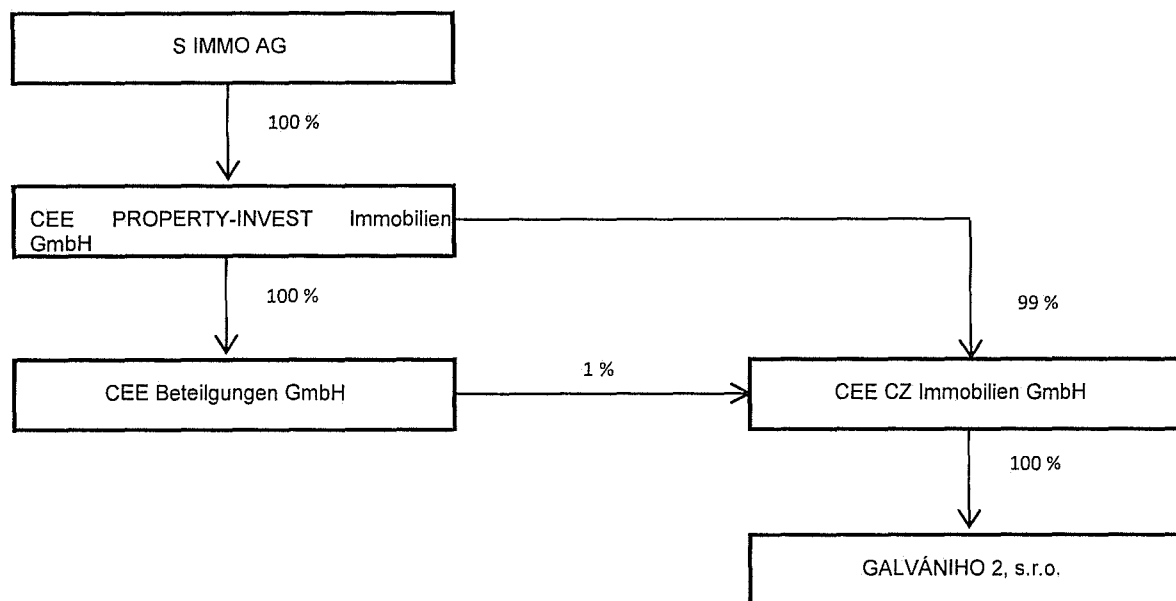 S IMMO AG
100 %
CEE PROPERTY-INVEST Immobilien
GmbH
100 %
99 %
CEE Beteilgungen GmbH
1 %
CEE CZ Immobilien GmbH
100 %
GALVÁNIHO 2, s.r.o.